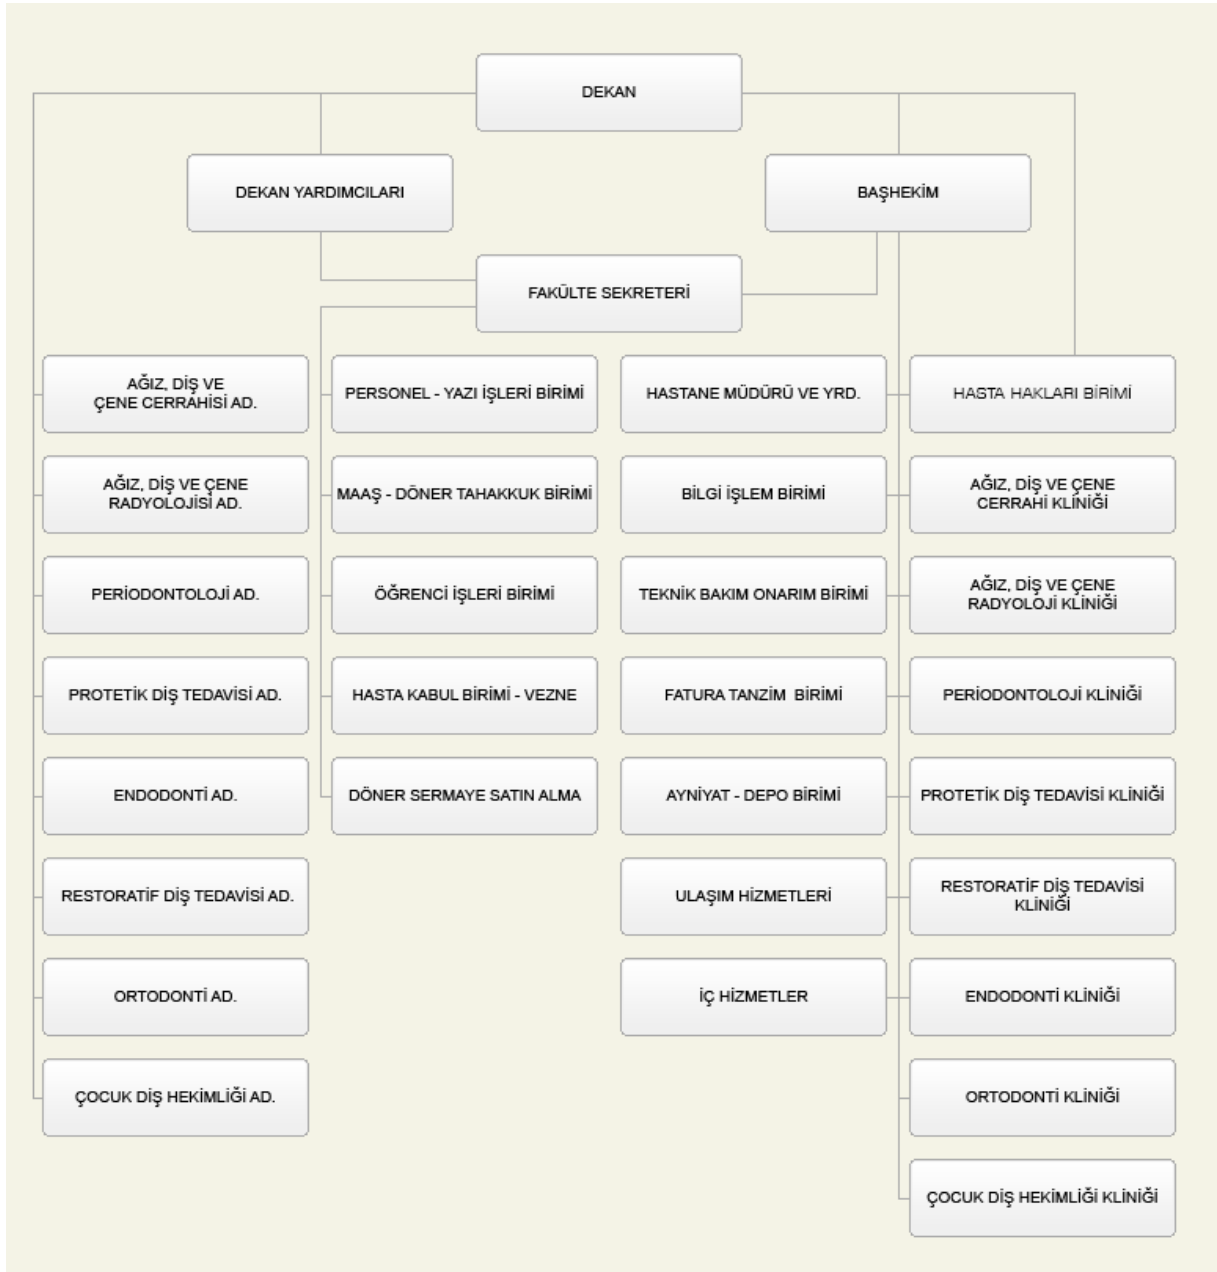 DEKAN
DEKAN YARDIMCILARI
BAŞHEKİM
FAKÜLTE SEKRETERİ
AĞIZ, DİŞ VE
ÇENE CERRAHİSİ AD.
PERSONEL - YAZI İŞLERİ BİRİMİ
HASTANE MÜDÜRÜ VE YRD.
HASTA HAKLARI BİRİMİ
AĞIZ, DİŞ VE ÇENE
RADYOLOJİSİ AD.
MAAŞ - DÖNER TAHAKKUK BİRİMİ
BİLGİ İŞLEM BİRİMİ
AĞIZ, DİŞ VE ÇENE
CERRAHİ KLİNİĞİ
PERİODONTOLOJİ AD.
ÖĞRENCİ İŞLERİ BİRİMİ
TEKNİK BAKIM ONARIM BİRİMİ
AĞIZ, DİŞ VE ÇENE
RADYOLOJİ KLİNİĞİ
PROTETİK DİŞ TEDAVİSİ AD.
HASTA KABUL BİRİMİ - VEZNE
FATURA TANZİM BİRİMİ
PERİODONTOLOJİ KLİNİĞİ
ENDODONTİ AD.
DÖNER SERMAYE SATIN ALMA
AYNİYAT - DEPO BİRİMİ
PROTETİK DİŞ TEDAVİSİ KLİNİĞİ
RESTORATİF DİŞ TEDAVİSİ AD.
ULAŞIM HİZMETLERİ
RESTORATİF DİŞ TEDAVİSİ
KLİNİĞİ
ORTODONTİ AD.
İÇ HİZMETLER
ENDODONTİ KLİNİĞİ
ÇOCUK DİŞ HEKİMLİĞİ AD.
ORTODONTİ KLİNİĞİ
ÇOCUK DİŞ HEKİMLİĞİ KLİNİĞİ